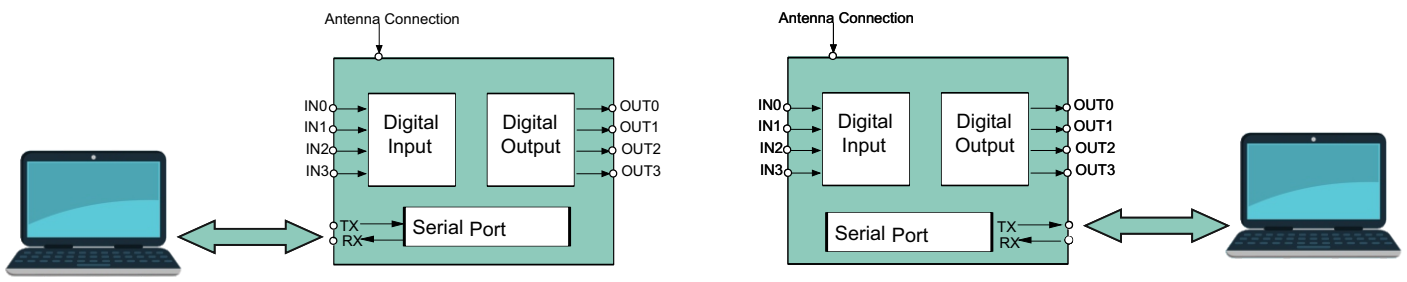 Antenna Connection
IN0
IN1
IN2
IN3
Digital
Input
Digital
Output
OUT0
OUT1
OUT2
OUT3
TX
RX
Serial Port
Antenna Connection
IN0
IN1
IN2
IN3
Digital
Input
Digital
Output
OUT0
OUT1
OUT2
OUT3
Serial Port
TX
RX